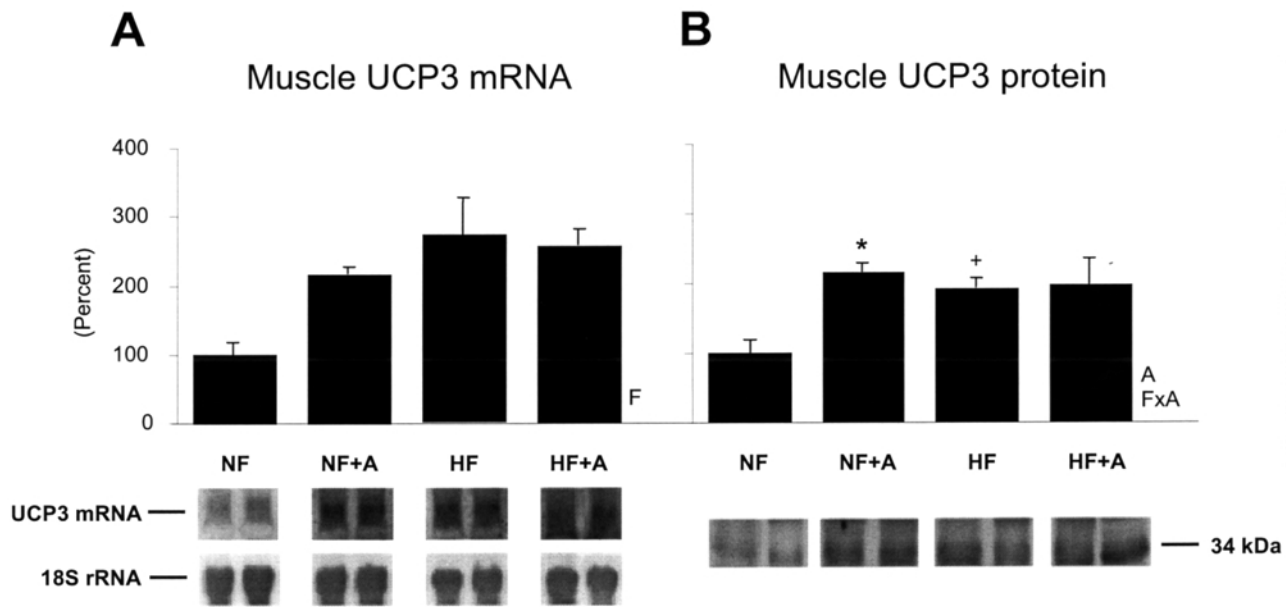 A
Muscle UCP3 mRNA
(Percent)
400
300
200
100
0
F
NF
NF+A
HF
HF+A
UCP3 mRNA
18S rRNA
B
Muscle UCP3 protein
*
+
A
FxA
NF
NF+A
HF
HF+A
34 kDa